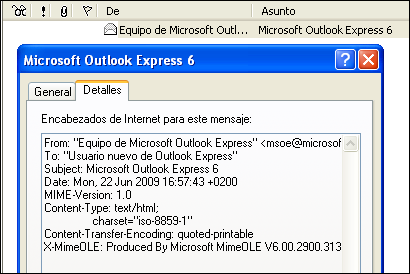 De Asunto
Equipo de Microsoft Outl... Microsoft Outlook Express 6
Microsoft Outlook Express 6
General Detalles
Encabezados de Internet para este mensaje:
From: "Equipo de Microsoft Outlook Express" <msoe@microsof
To: "Usuario nuevo de Outlook Express"
Subject: Microsoft Outlook Express 6
Date: Mon, 22 Jun 2009 16:57:43 +0200
MIME-Version: 1.0
Content-Type: text/html;
charset="iso-8859-1"
Content-Transfer-Encoding: quoted-printable
X-MimeOLE: Produced By Microsoft MimeOLE V6.00.2900.313